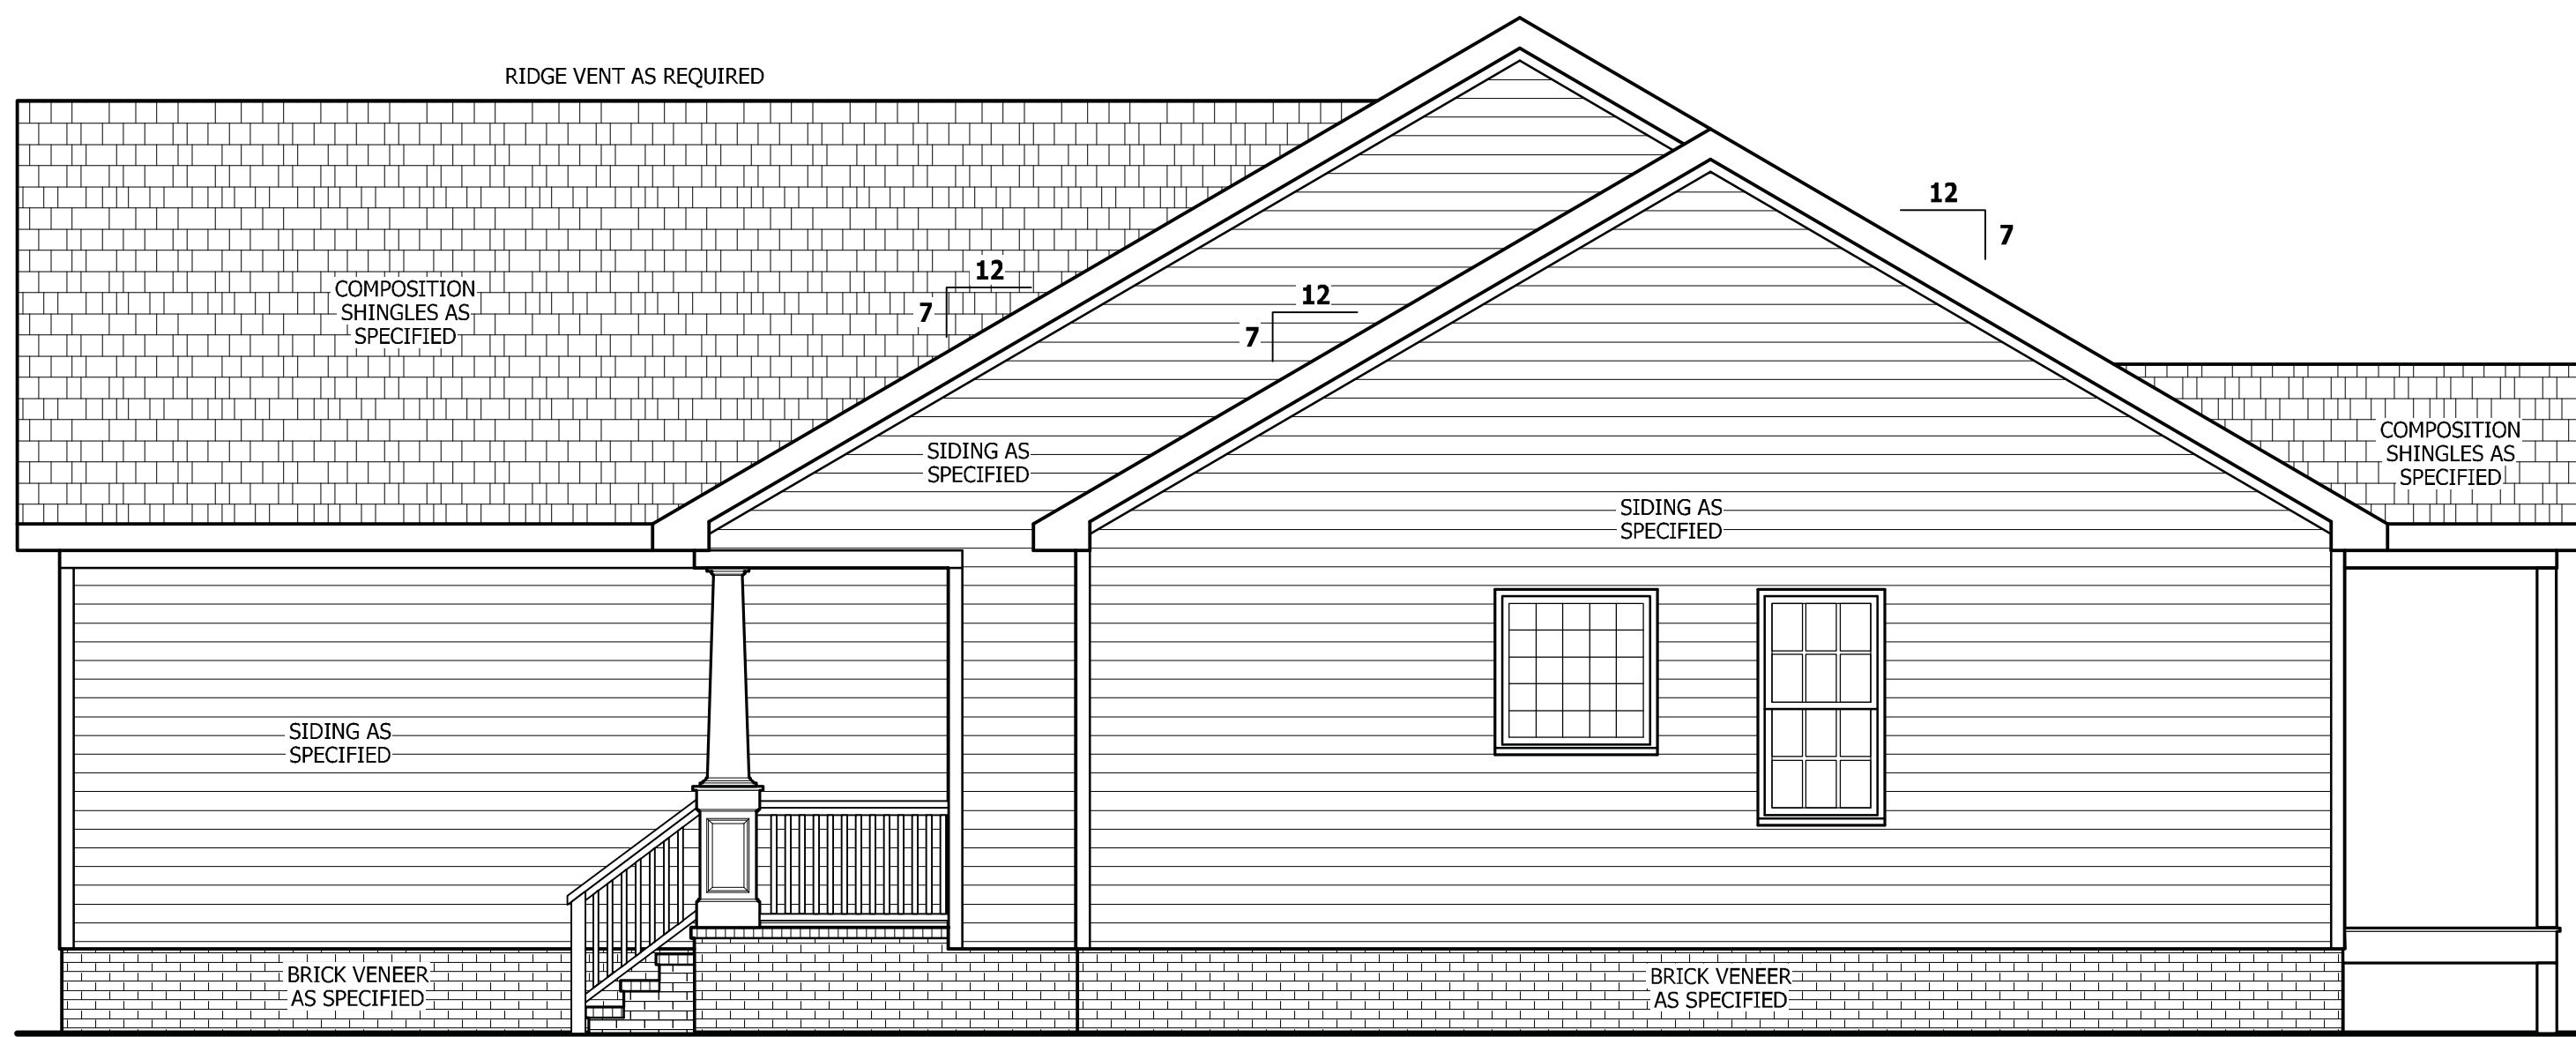 RIDGE VENT AS REQUIRED
12
7
12
7
12
7
COMPOSITION
SHINGLES AS
SPECIFIED
COMPOSITION
SHINGLES AS
SPECIFIED
SIDING AS
SPECIFIED
SIDING AS
SPECIFIED
SIDING AS
SPECIFIED
BRICK VENEER
AS SPECIFIED
BRICK VENEER
AS SPECIFIED